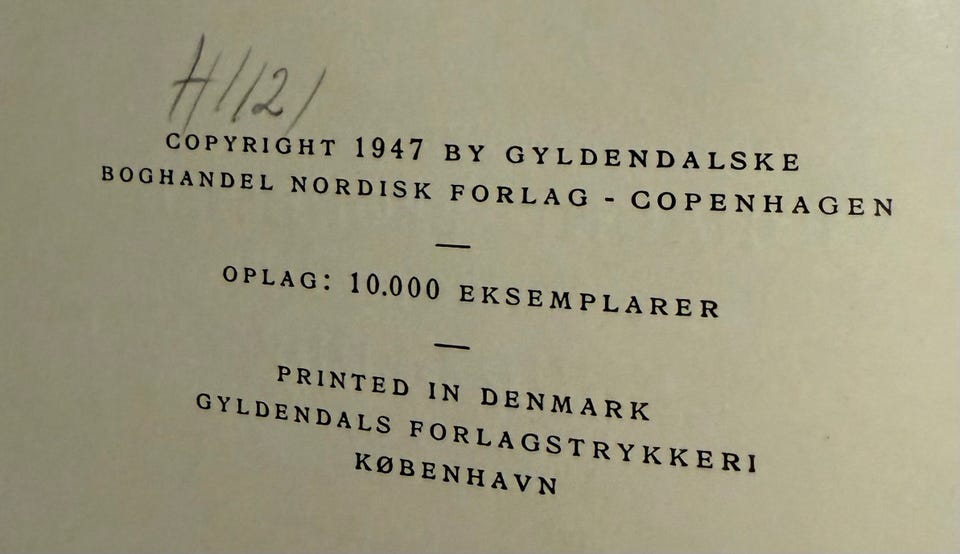 H/121
COPYRIGHT 1947 BY GYLDENDALSKE
BOGHANDEL NORDISK FORLAG - COPENHAGEN
OPLAG: 10.000 EKSEMPLARER
PRINTED IN DENMARK
GYLDENDALS FORLAGSTRYKKERI
KØBENHAVN